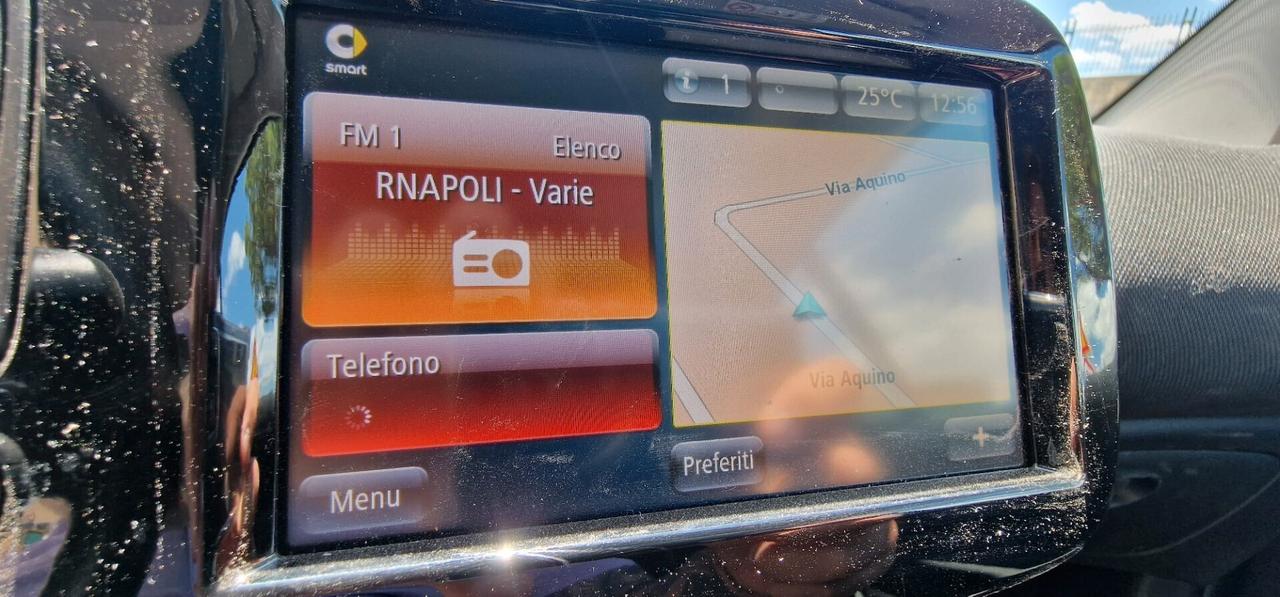 smart
1
25°C
12:56
FM 1
Elenco
RNAPOLI - Varie
Via Aquino
Telefono
Via Aquino
Menu
Preferiti
+